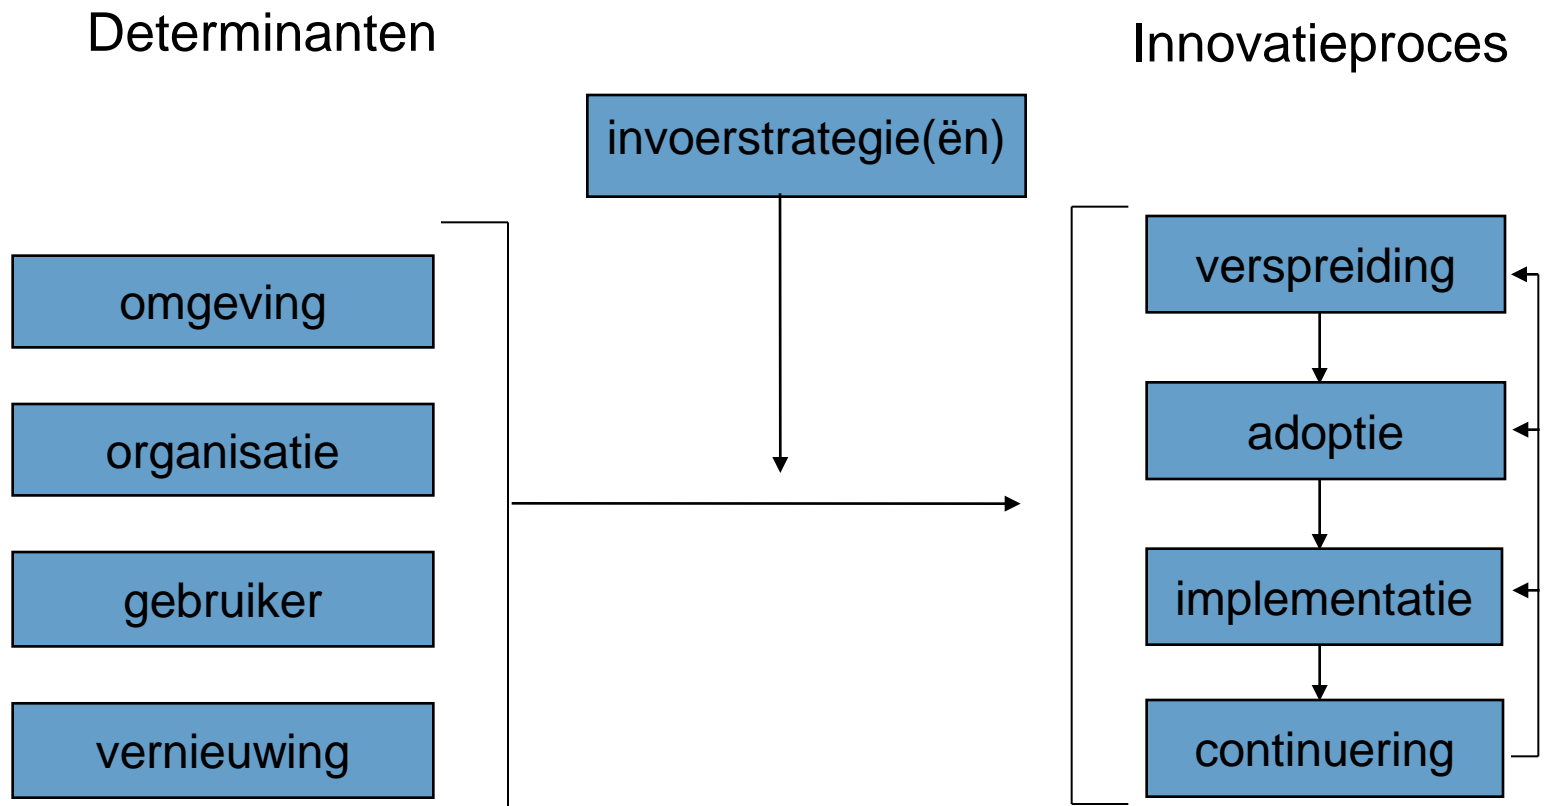 Determinanten
Innovatieproces
invoerstrategie(ën)
omgeving
organisatie
gebruiker
vernieuwing
verspreiding
adoptie
implementatie
continuering